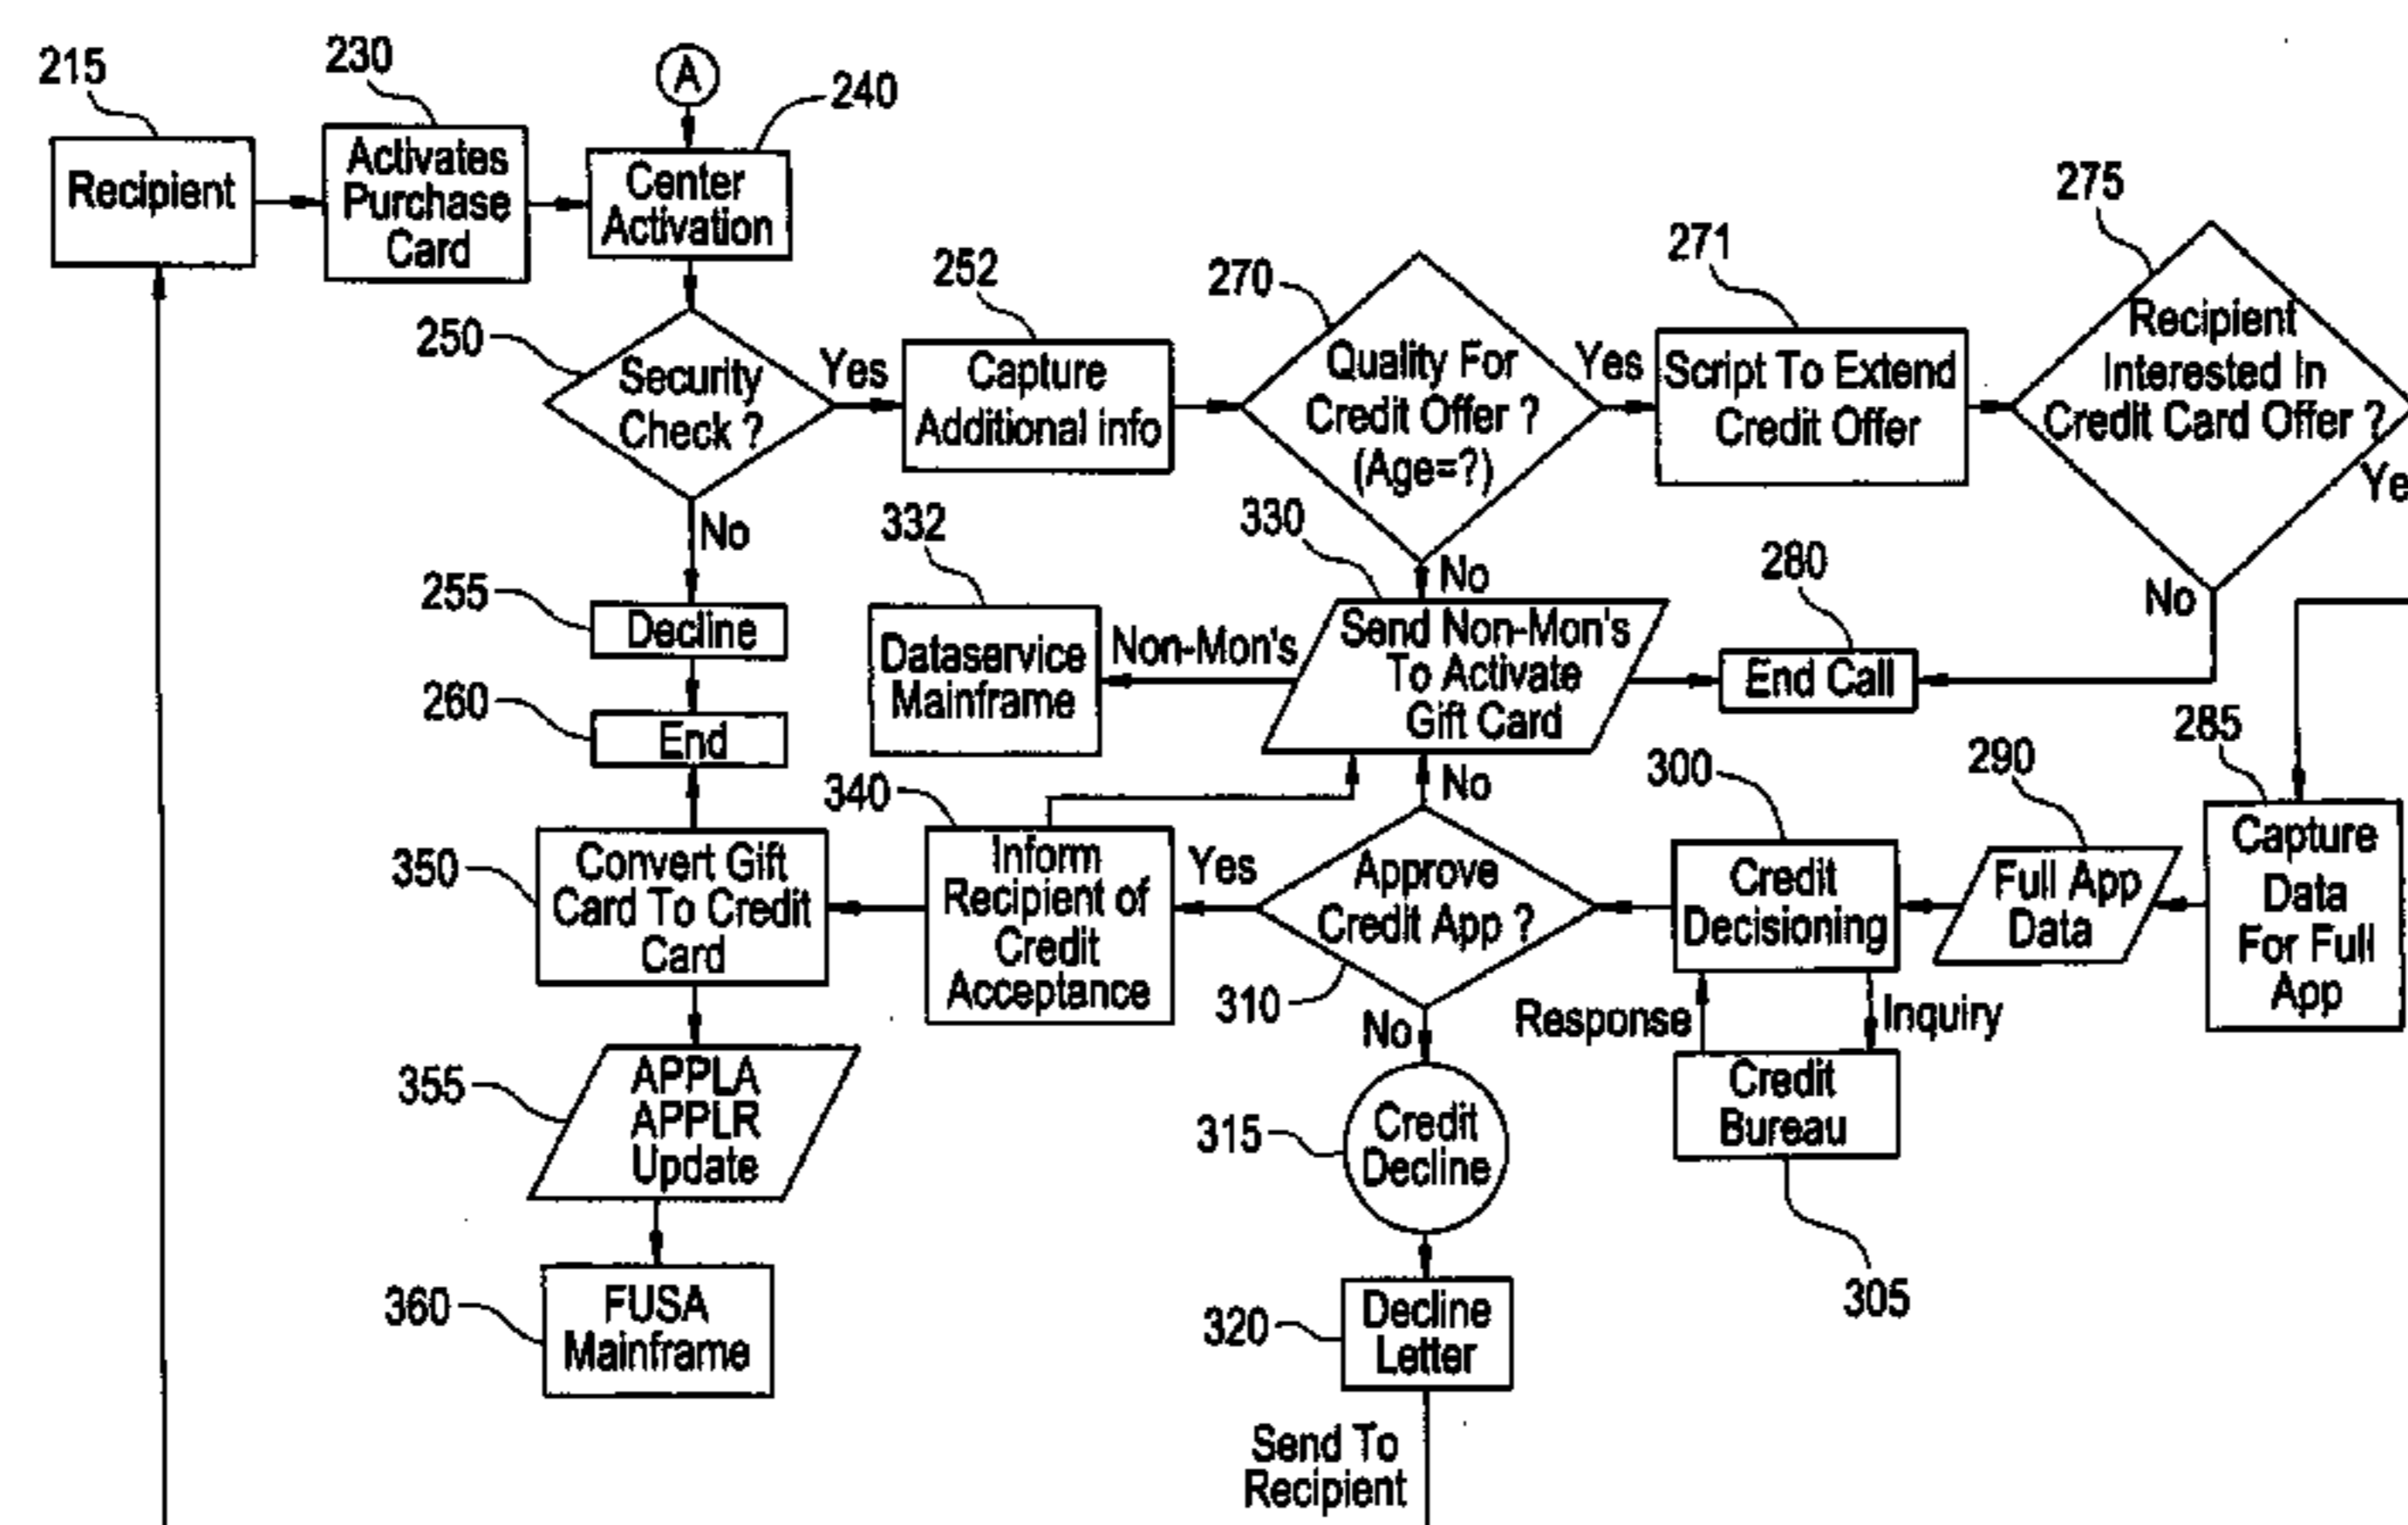 215
Recipient
230
Activates
Purchase
Card
A
240
Center
Activation
250
Security
Check ?
Yes
No
252
Capture
Additional info
270
Quality For
Credit Offer ?
(Age=?)
Yes
No
271
Script To Extend
Credit Offer
275
Recipient
Interested In
Credit Card Offer ?
Ye
No
255
Decline
260
End
332
Dataservice
Mainframe
Non-Mon's
330
Send Non-Mon's
To Activate
Gift Card
280
End Call
285
Capture
Data
For Full
App
290
Full App
Data
300
Credit
Decisioning
Response
Inquiry
Credit
Bureau
305
310
Approve
Credit App ?
No
Yes
No
340
Inform
Recipient of
Credit
Acceptance
350
Convert Gift
Card To Credit
Card
355
APPLA
APPLR
Update
360
FUSA
Mainframe
315
Credit
Decline
320
Decline
Letter
Send To
Recipient